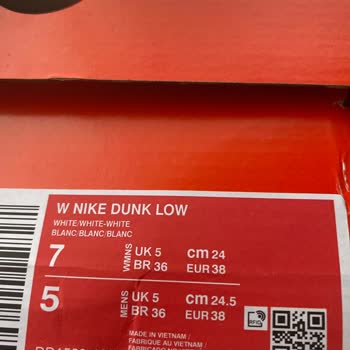 W NIKE DUNK LOW
WHITE/WHITE-WHITE
BLANC/BLANC/BLANC
7 WMNS UK 5 cm 24
BR 36 EUR 38
5 MENS UK 5 cm 24.5
BR 36 EUR 38
RFID
MADE IN VIETNAM /
FABRIQUE AU VIETNAM /